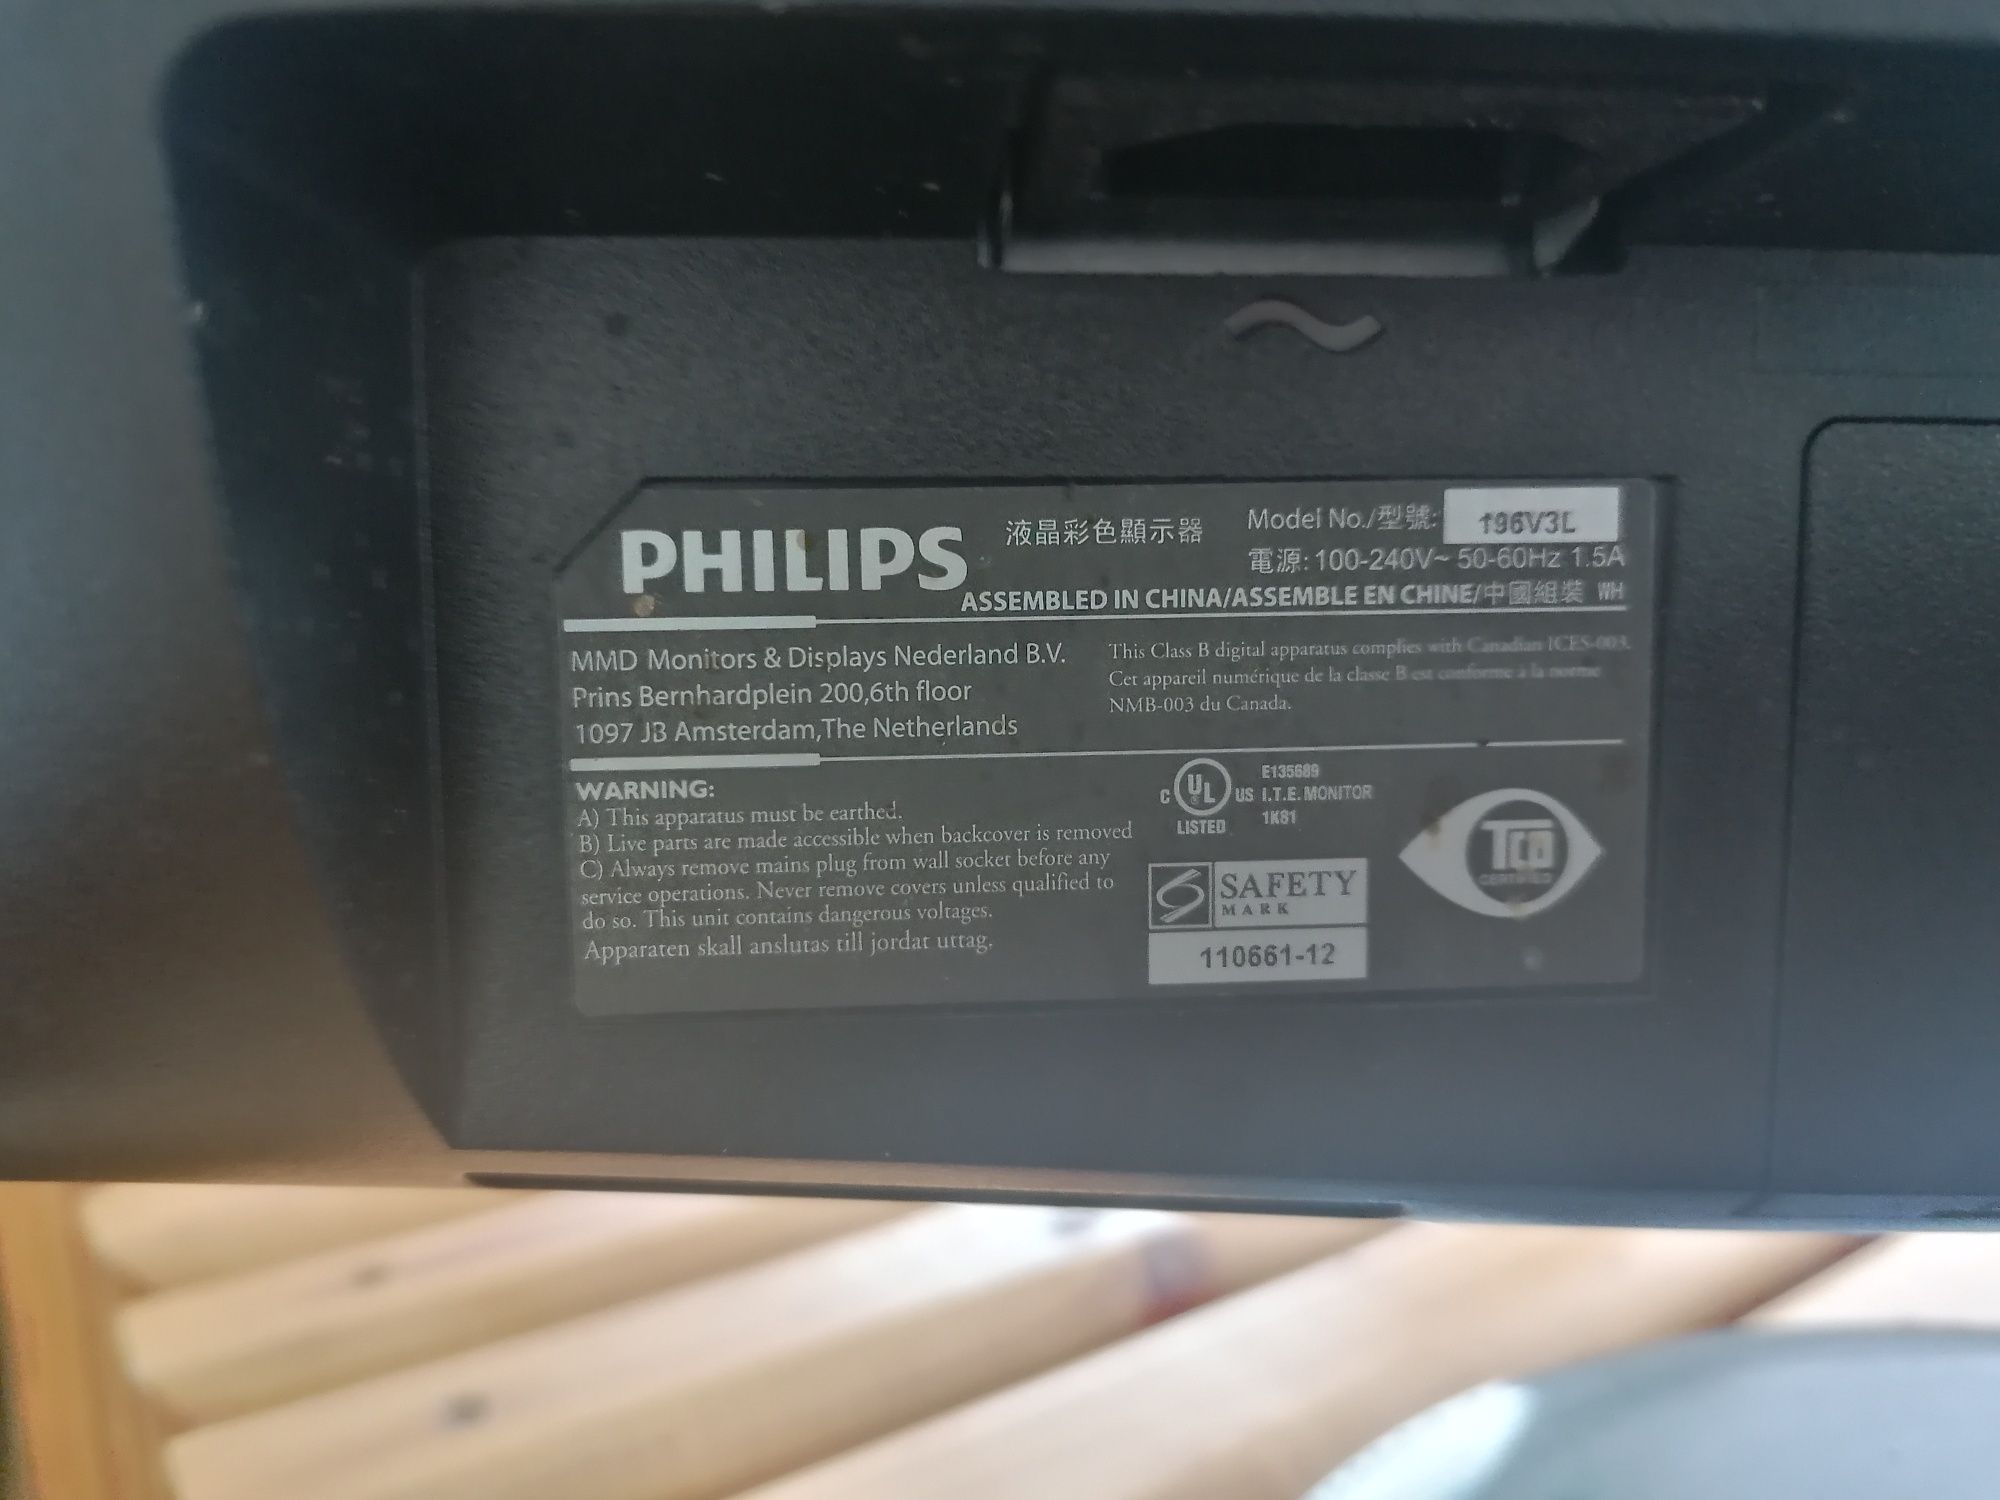 PHILIPS 液晶彩色顯示器 Model No./型號: 196V3L
電源: 100-240V~ 50-60Hz 1.5A
ASSEMBLED IN CHINA/ASSEMBLE EN CHINE/中國組裝 WH
MMD Monitors & Displays Nederland B.V.
Prins Bernhardplein 200,6th floor
1097 JB Amsterdam,The Netherlands
This Class B digital apparatus complies with Canadian ICES-003.
Cet appareil numérique de la classe B est conforme à la norme
NMB-003 du Canada.
WARNING:
A) This apparatus must be earthed.
B) Live parts are made accessible when backcover is removed
C) Always remove mains plug from wall socket before any
service operations. Never remove covers unless qualified to
do so. This unit contains dangerous voltages.
Apparaten skall anslutas till jordat uttag.
C UL US
LISTED
E135689
I.T.E. MONITOR
1K81
SAFETY
MARK
110661-12
TCO
CERTIFIED